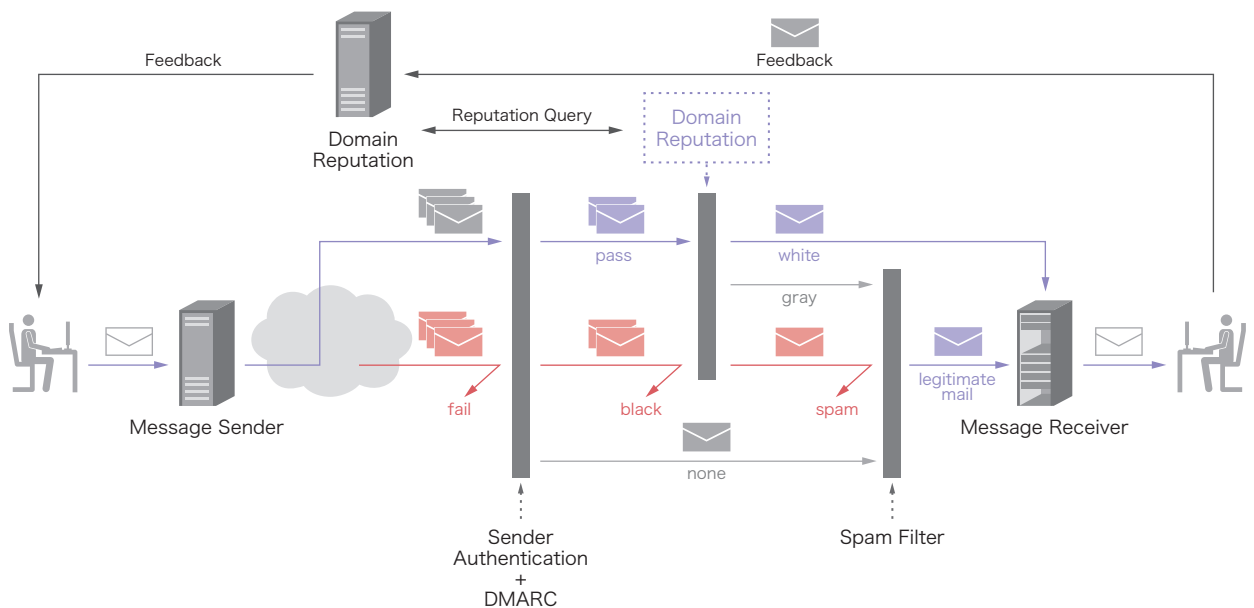 Feedback
Feedback
Reputation Query
Domain
Reputation
Domain
Reputation
pass
white
gray
fail
black
spam
legitimate
mail
Message Sender
Message Receiver
none
Sender
Authentication
+
DMARC
Spam Filter